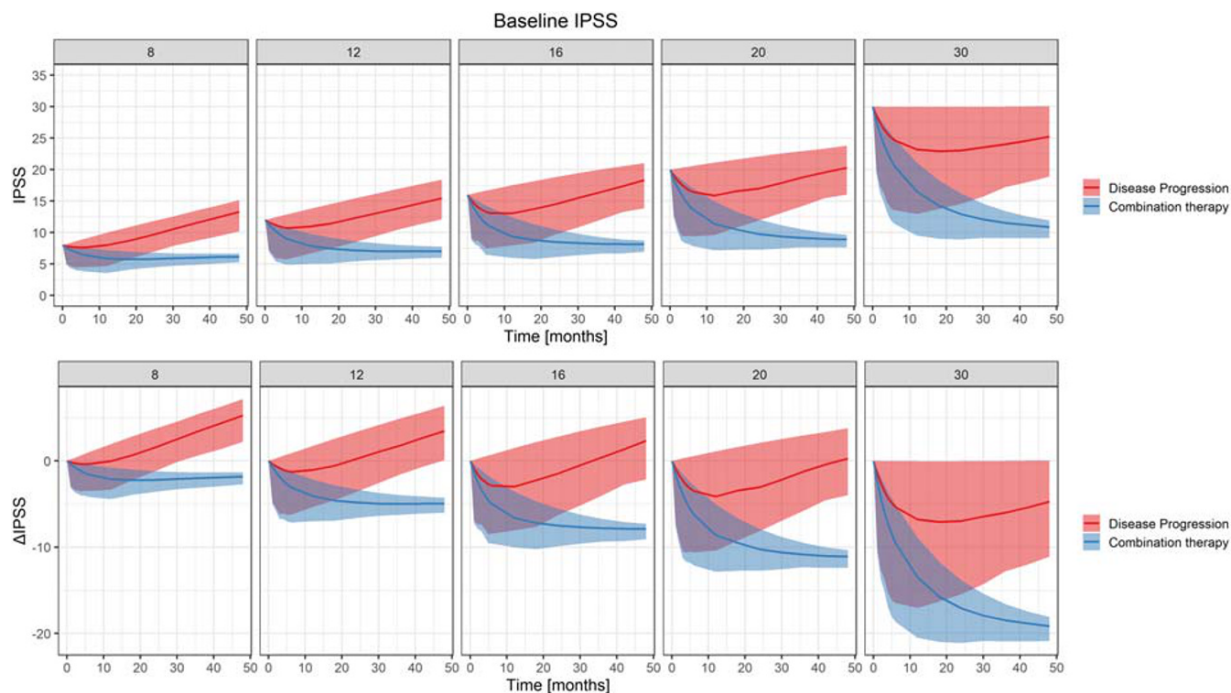 Baseline IPSS
8 12 16 20 30
35
30
25
20
15
10
5
0
IPSS
0 10 20 30 40 50 0 10 20 30 40 50 0 10 20 30 40 50 0 10 20 30 40 50 0 10 20 30 40 50
Time [months]
Disease Progression
Combination therapy
8 12 16 20 30
0
-10
-20
ΔIPSS
0 10 20 30 40 50 0 10 20 30 40 50 0 10 20 30 40 50 0 10 20 30 40 50 0 10 20 30 40 50
Time [months]
Disease Progression
Combination therapy